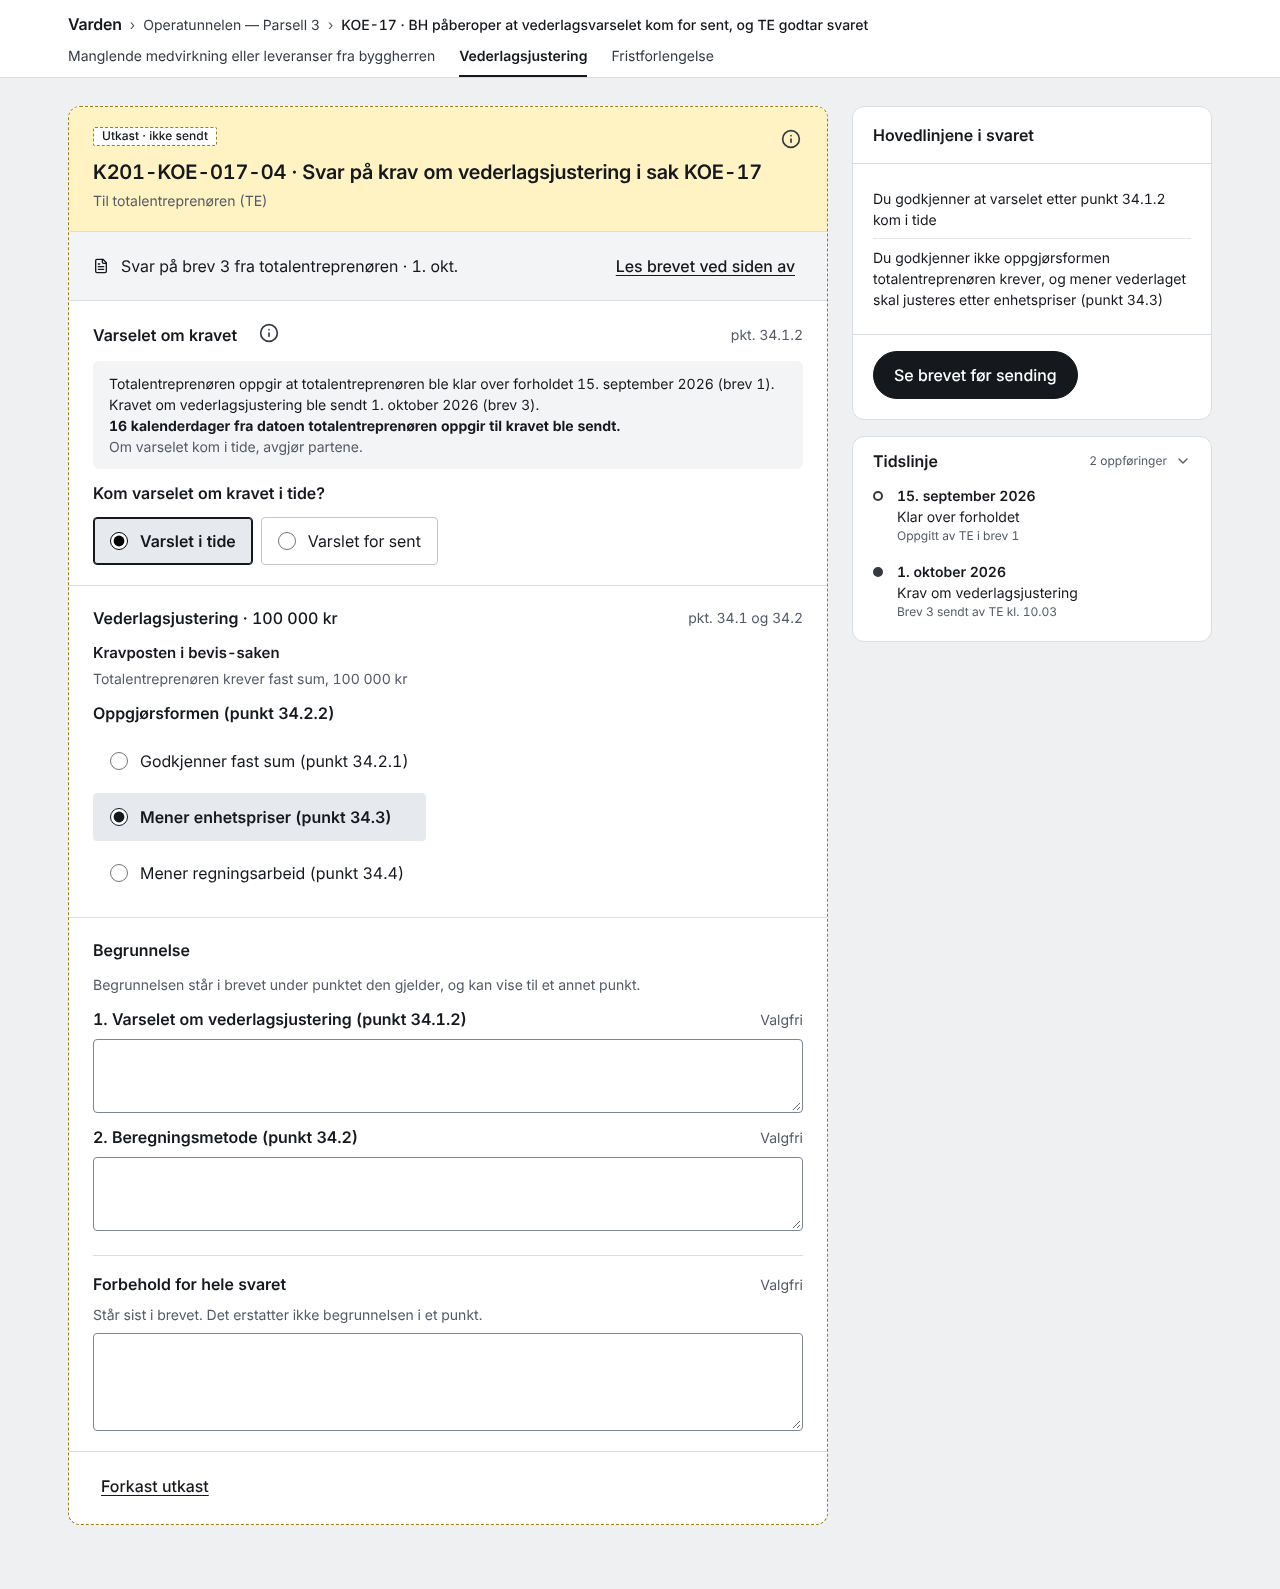 Varden › Operatunnelen — Parsell 3 › KOE-17 · BH påberoper at vederlagsvarselet kom for sent, og TE godtar svaret
Manglende medvirkning eller leveranser fra byggherren Vederlagsjustering Fristforlengelse
Utkast · ikke sendt
K201-KOE-017-04 · Svar på krav om vederlagsjustering i sak KOE-17
Til totalentreprenøren (TE)
Svar på brev 3 fra totalentreprenøren · 1. okt. Les brevet ved siden av
Varselet om kravet pkt. 34.1.2
Totalentreprenøren oppgir at totalentreprenøren ble klar over forholdet 15. september 2026 (brev 1).
Kravet om vederlagsjustering ble sendt 1. oktober 2026 (brev 3).
16 kalenderdager fra datoen totalentreprenøren oppgir til kravet ble sendt.
Om varselet kom i tide, avgjør partene.
Kom varselet om kravet i tide?
Varslet i tide Varslet for sent
Vederlagsjustering · 100 000 kr pkt. 34.1 og 34.2
Kravposten i bevis-saken
Totalentreprenøren krever fast sum, 100 000 kr
Oppgjørsformen (punkt 34.2.2)
Godkjenner fast sum (punkt 34.2.1)
Mener enhetspriser (punkt 34.3)
Mener regningsarbeid (punkt 34.4)
Begrunnelse
Begrunnelsen står i brevet under punktet den gjelder, og kan vise til et annet punkt.
1. Varselet om vederlagsjustering (punkt 34.1.2) Valgfri
2. Beregningsmetode (punkt 34.2) Valgfri
Forbehold for hele svaret Valgfri
Står sist i brevet. Det erstatter ikke begrunnelsen i et punkt.
Forkast utkast
Hovedlinjene i svaret
Du godkjenner at varselet etter punkt 34.1.2
kom i tide
Du godkjenner ikke oppgjørsformen
totalentreprenøren krever, og mener vederlaget
skal justeres etter enhetspriser (punkt 34.3)
Se brevet før sending
Tidslinje 2 oppføringer
15. september 2026
Klar over forholdet
Oppgitt av TE i brev 1
1. oktober 2026
Krav om vederlagsjustering
Brev 3 sendt av TE kl. 10.03